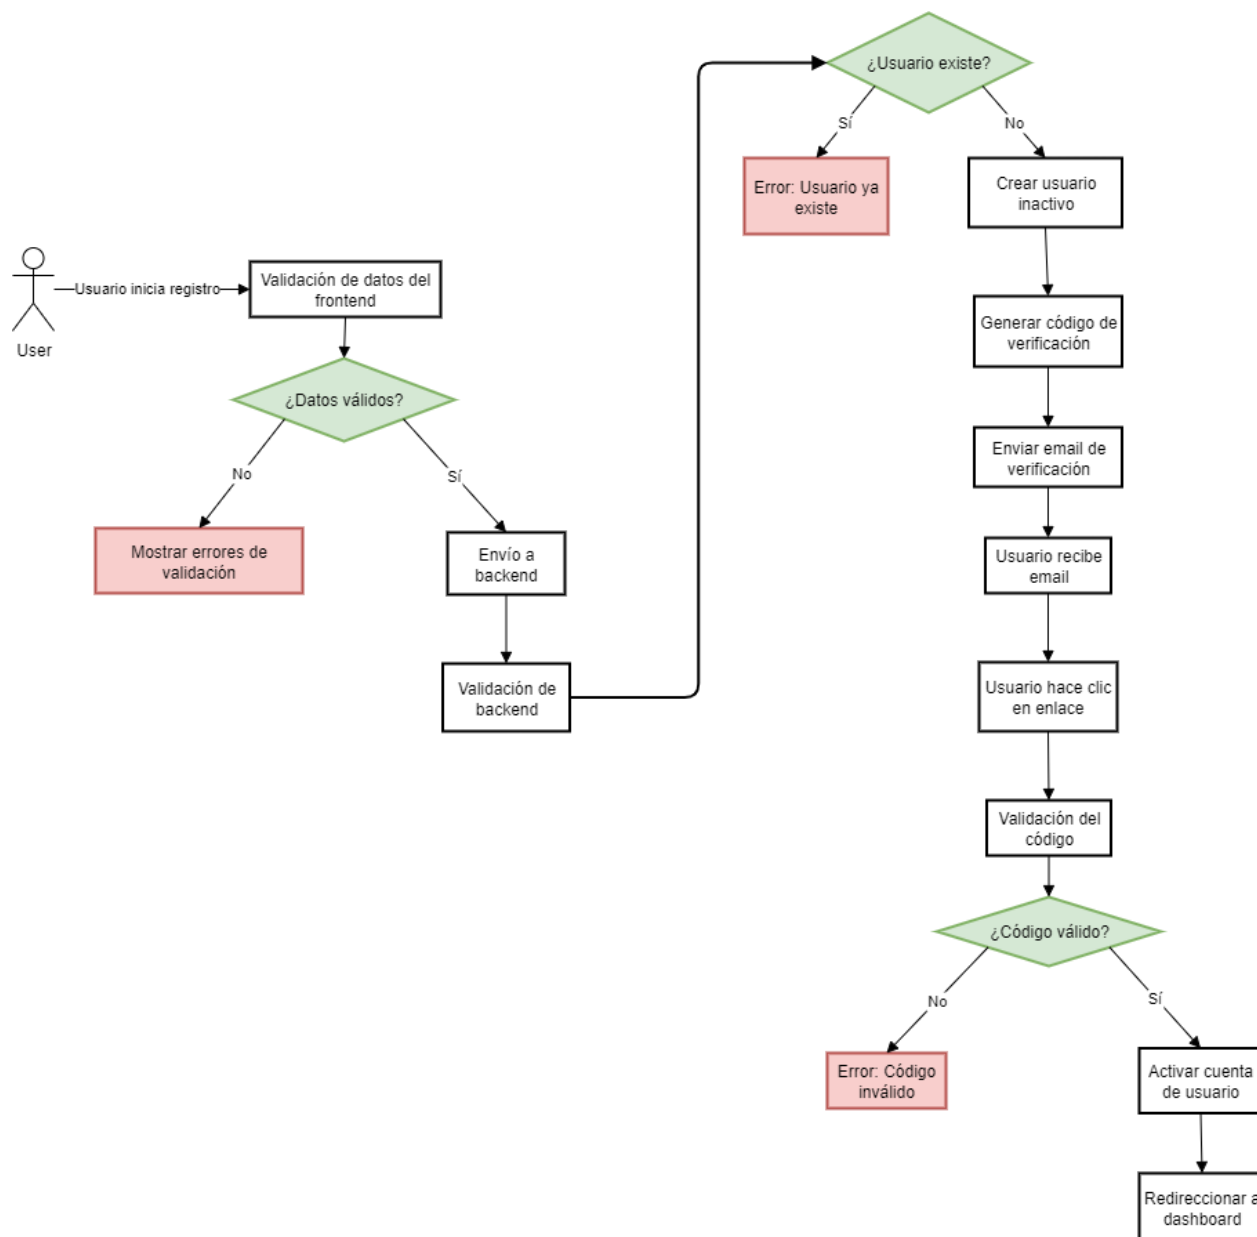 Usuario inicia registro
User
Validación de datos del
frontend
¿Datos válidos?
No
Sí
Mostrar errores de
validación
Envío a
backend
Validación de
backend
¿Usuario existe?
Sí
No
Error: Usuario ya
existe
Crear usuario
inactivo
Generar código de
verificación
Enviar email de
verificación
Usuario recibe
email
Usuario hace clic
en enlace
Validación del
código
¿Código válido?
No
Sí
Error: Código
inválido
Activar cuenta
de usuario
Redireccionar a
dashboard